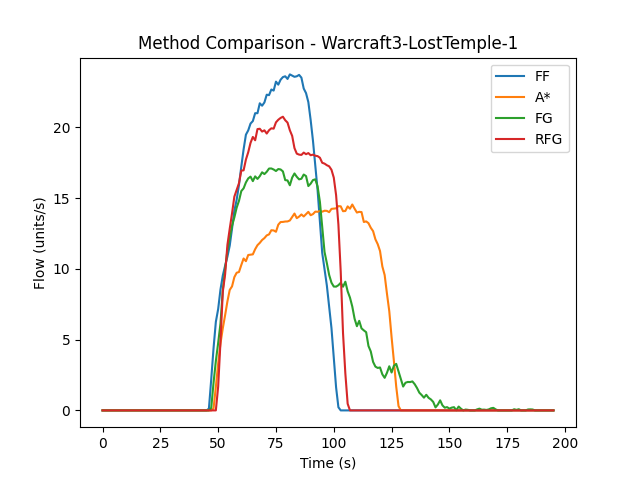 Method Comparison - Warcraft3-LostTemple-1
FF
A*
FG
RFG
Flow (units/s)
20
15
10
5
0
0 25 50 75 100 125 150 175 200
Time (s)